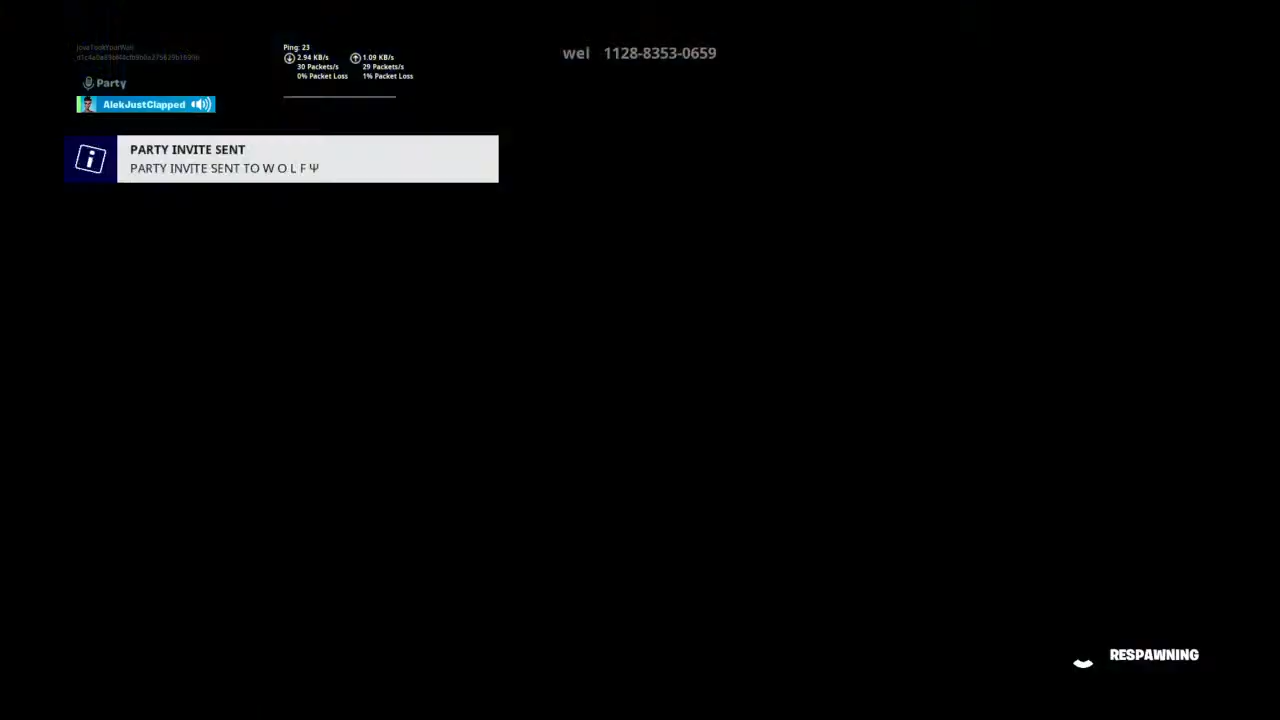 JovaTookYourWall
Party
AlekJustClapped
Ping: 23
2.94 KB/s 1.09 KB/s
30 Packets/s 29 Packets/s
0% Packet Loss 1% Packet Loss
wel 1128-8353-0659
PARTY INVITE SENT
PARTY INVITE SENT TO W O L F Ψ
RESPAWNING